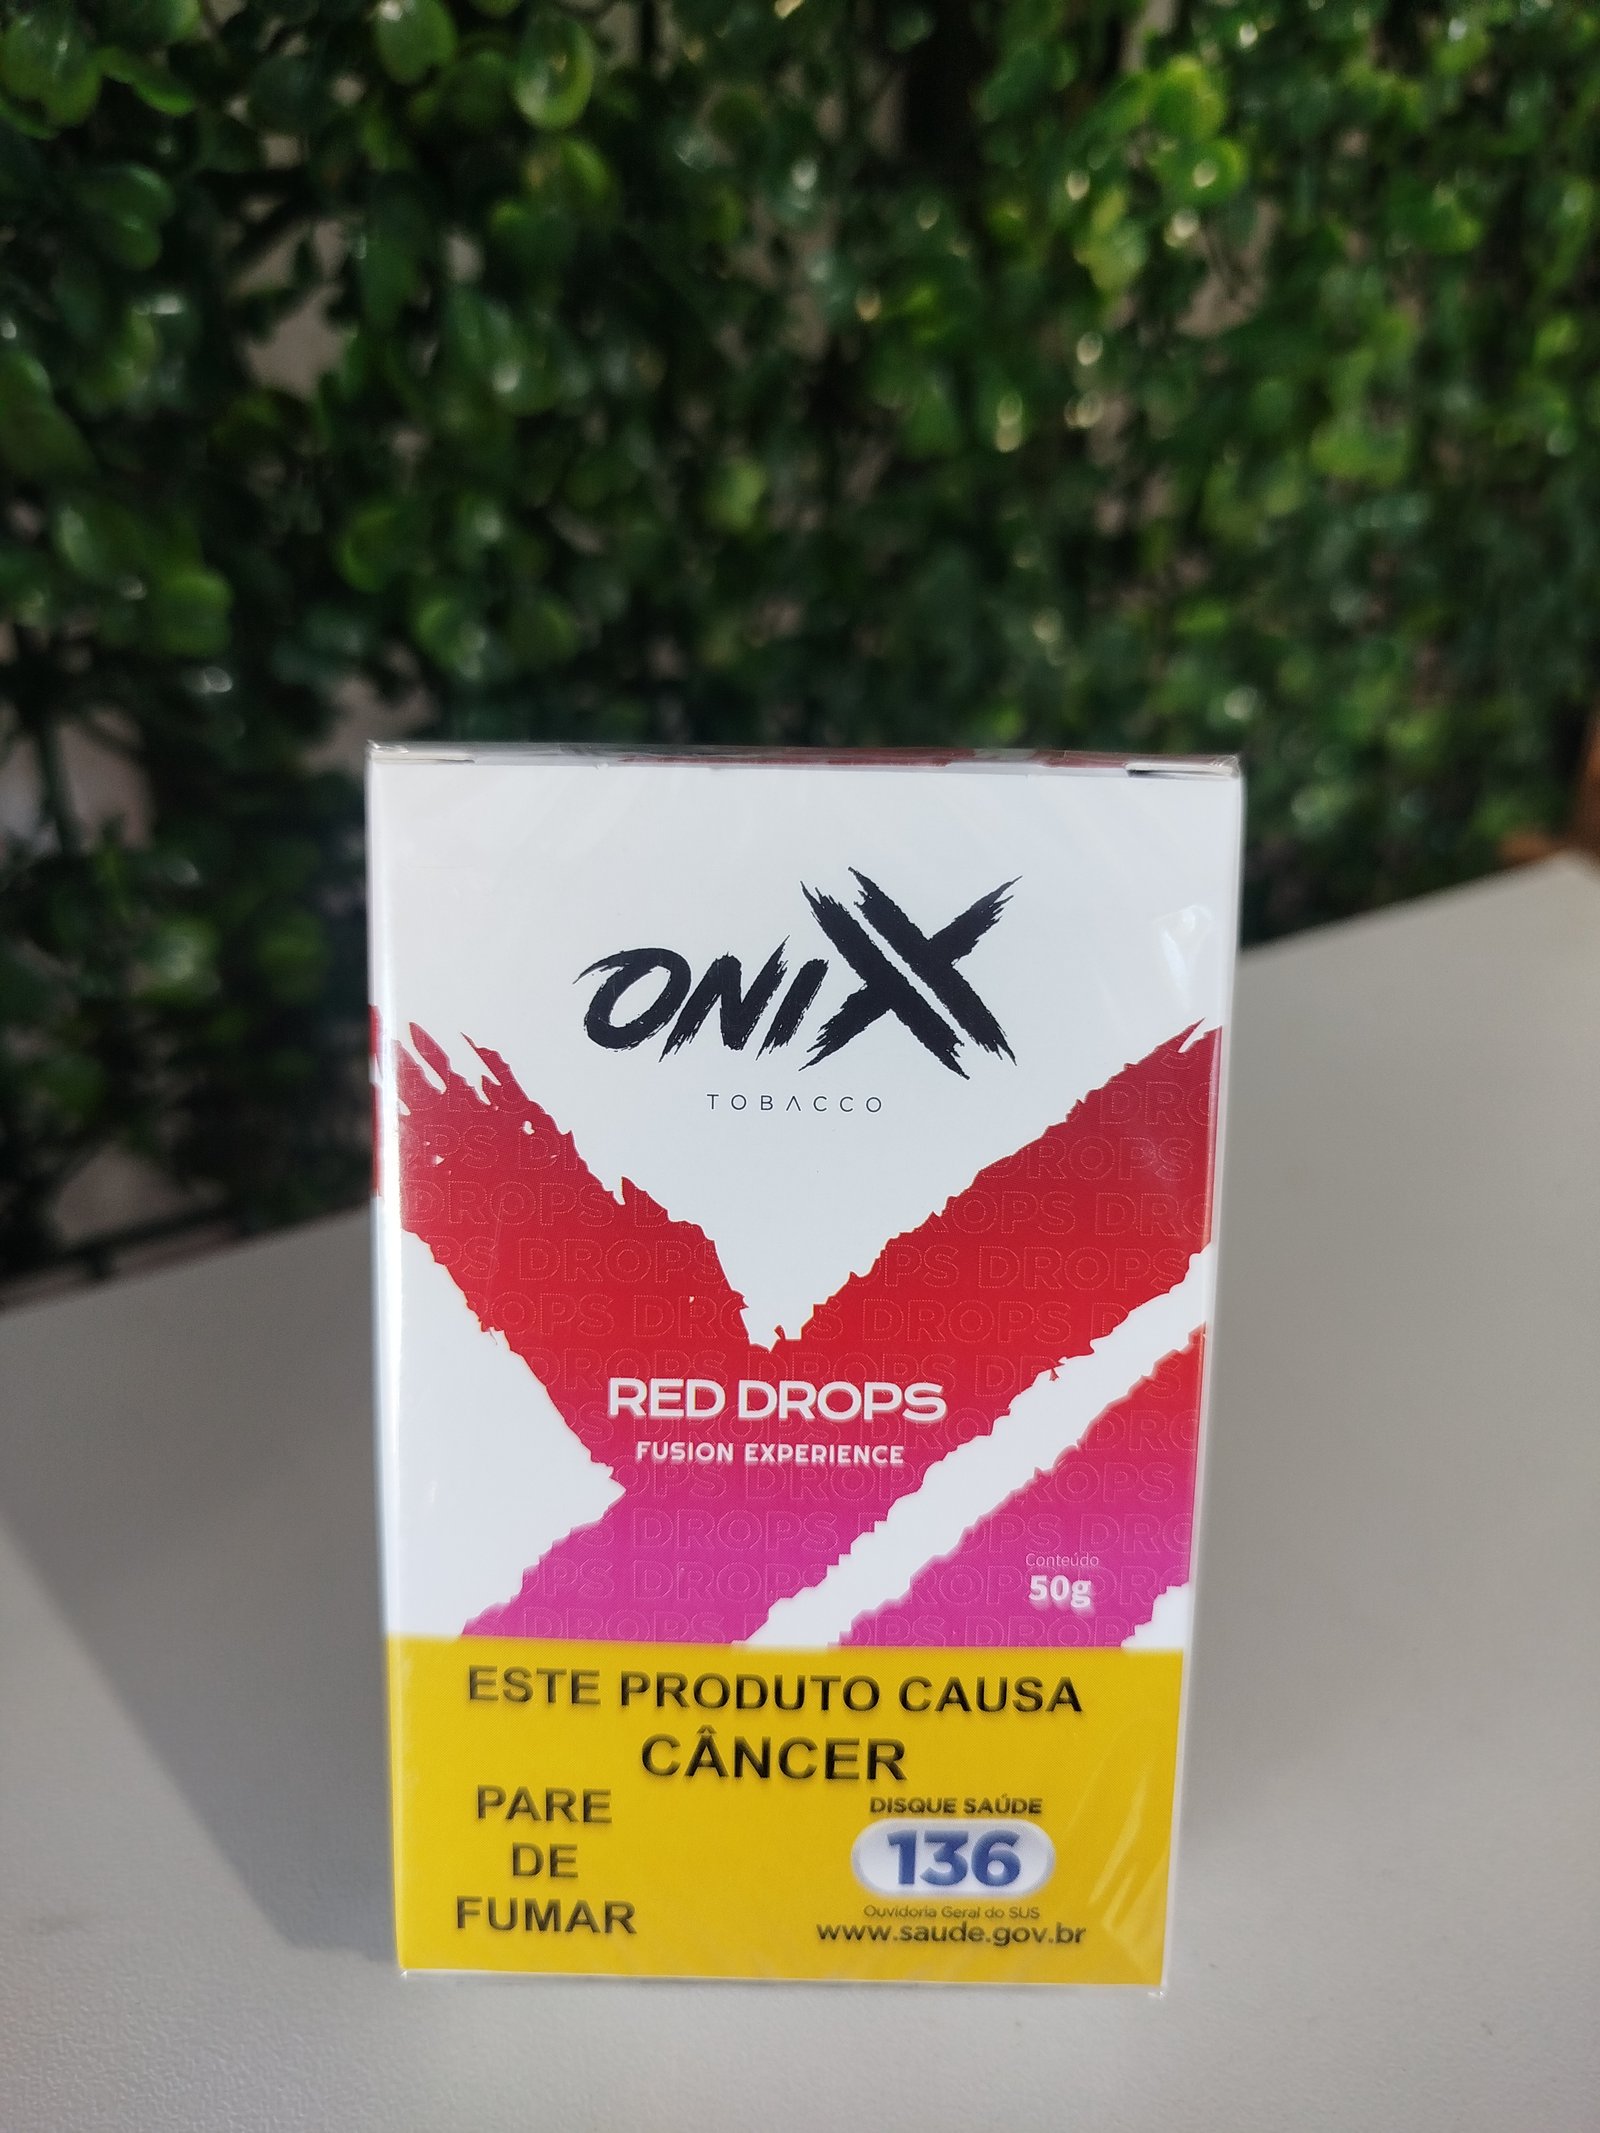 ONIX
TOBACCO
RED DROPS
FUSION EXPERIENCE
Conteúdo
50g
ESTE PRODUTO CAUSA
CÂNCER
PARE
DE
FUMAR
DISQUE SAÚDE
136
Ouvidoria Geral do SUS
www.saude.gov.br